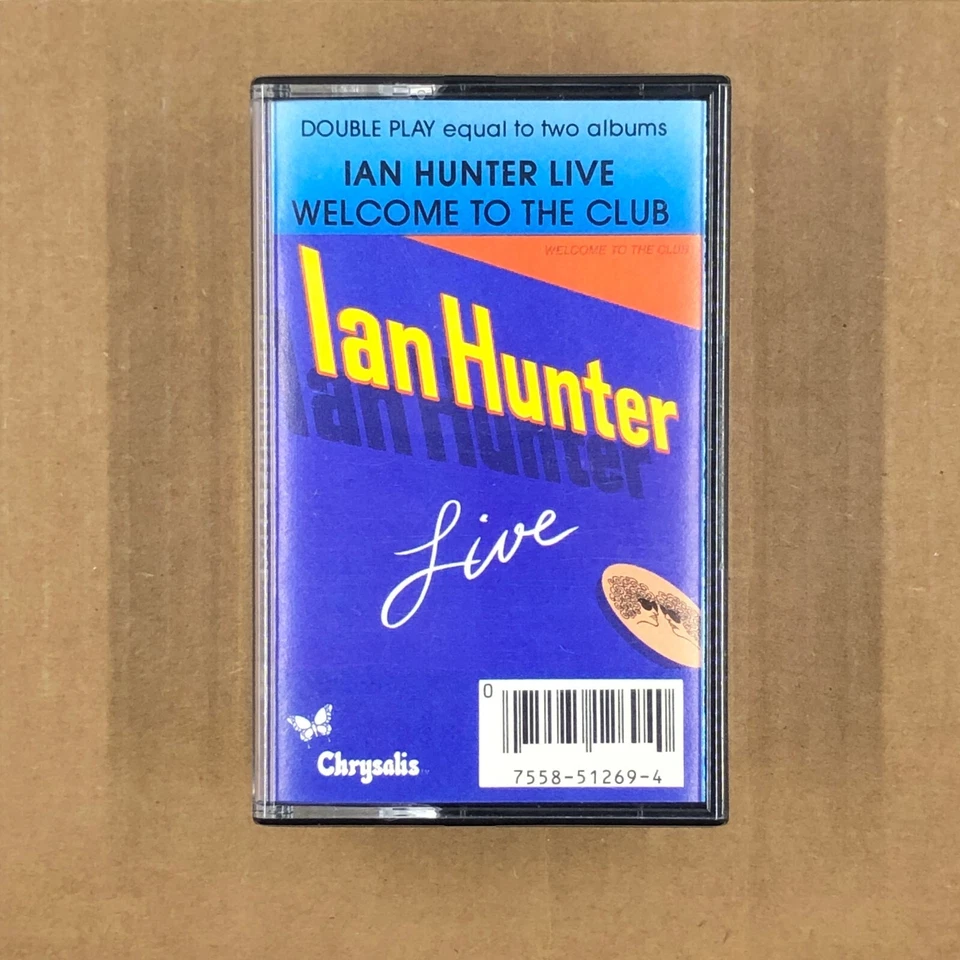 DOUBLE PLAY equal to two albums
IAN HUNTER LIVE
WELCOME TO THE CLUB
WELCOME TO THE CLUB
Ian Hunter
Live
0
7558-51269-4
Chrysalis